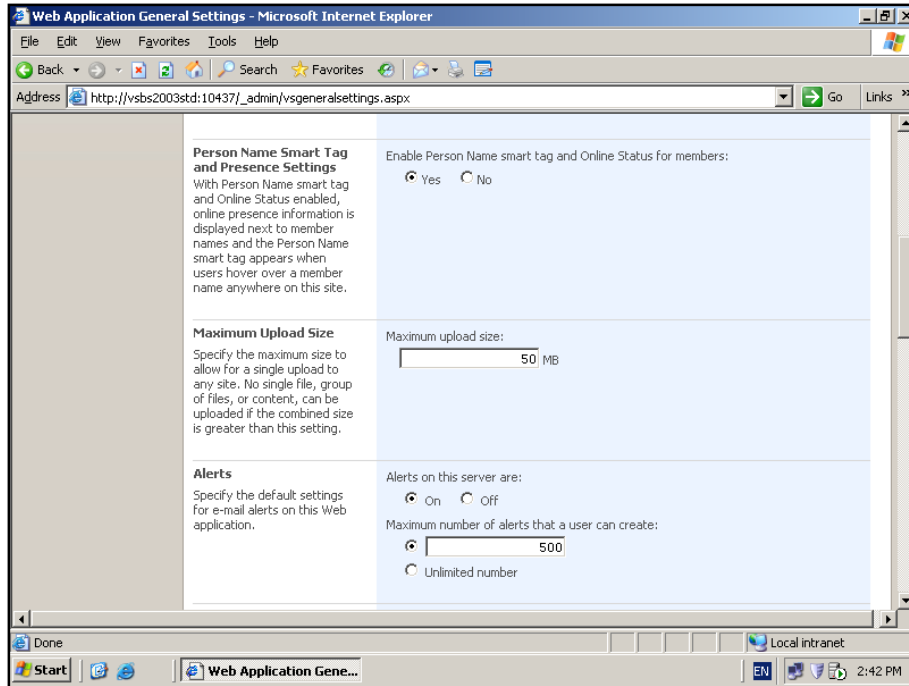 Web Application General Settings - Microsoft Internet Explorer
File Edit View Favorites Tools Help
Back Search Favorites
Address http://vsbs2003std:10437/_admin/vsgeneralsettings.aspx Go Links »
Person Name Smart Tag
and Presence Settings
With Person Name smart tag
and Online Status enabled,
online presence information is
displayed next to member
names and the Person Name
smart tag appears when
users hover over a member
name anywhere on this site.
Enable Person Name smart tag and Online Status for members:
Yes No
Maximum Upload Size
Specify the maximum size to
allow for a single upload to
any site. No single file, group
of files, or content, can be
uploaded if the combined size
is greater than this setting.
Maximum upload size:
50 MB
Alerts
Specify the default settings
for e-mail alerts on this Web
application.
Alerts on this server are:
On Off
Maximum number of alerts that a user can create:
500
Unlimited number
Done Local intranet
Start Web Application Gene... EN 2:42 PM